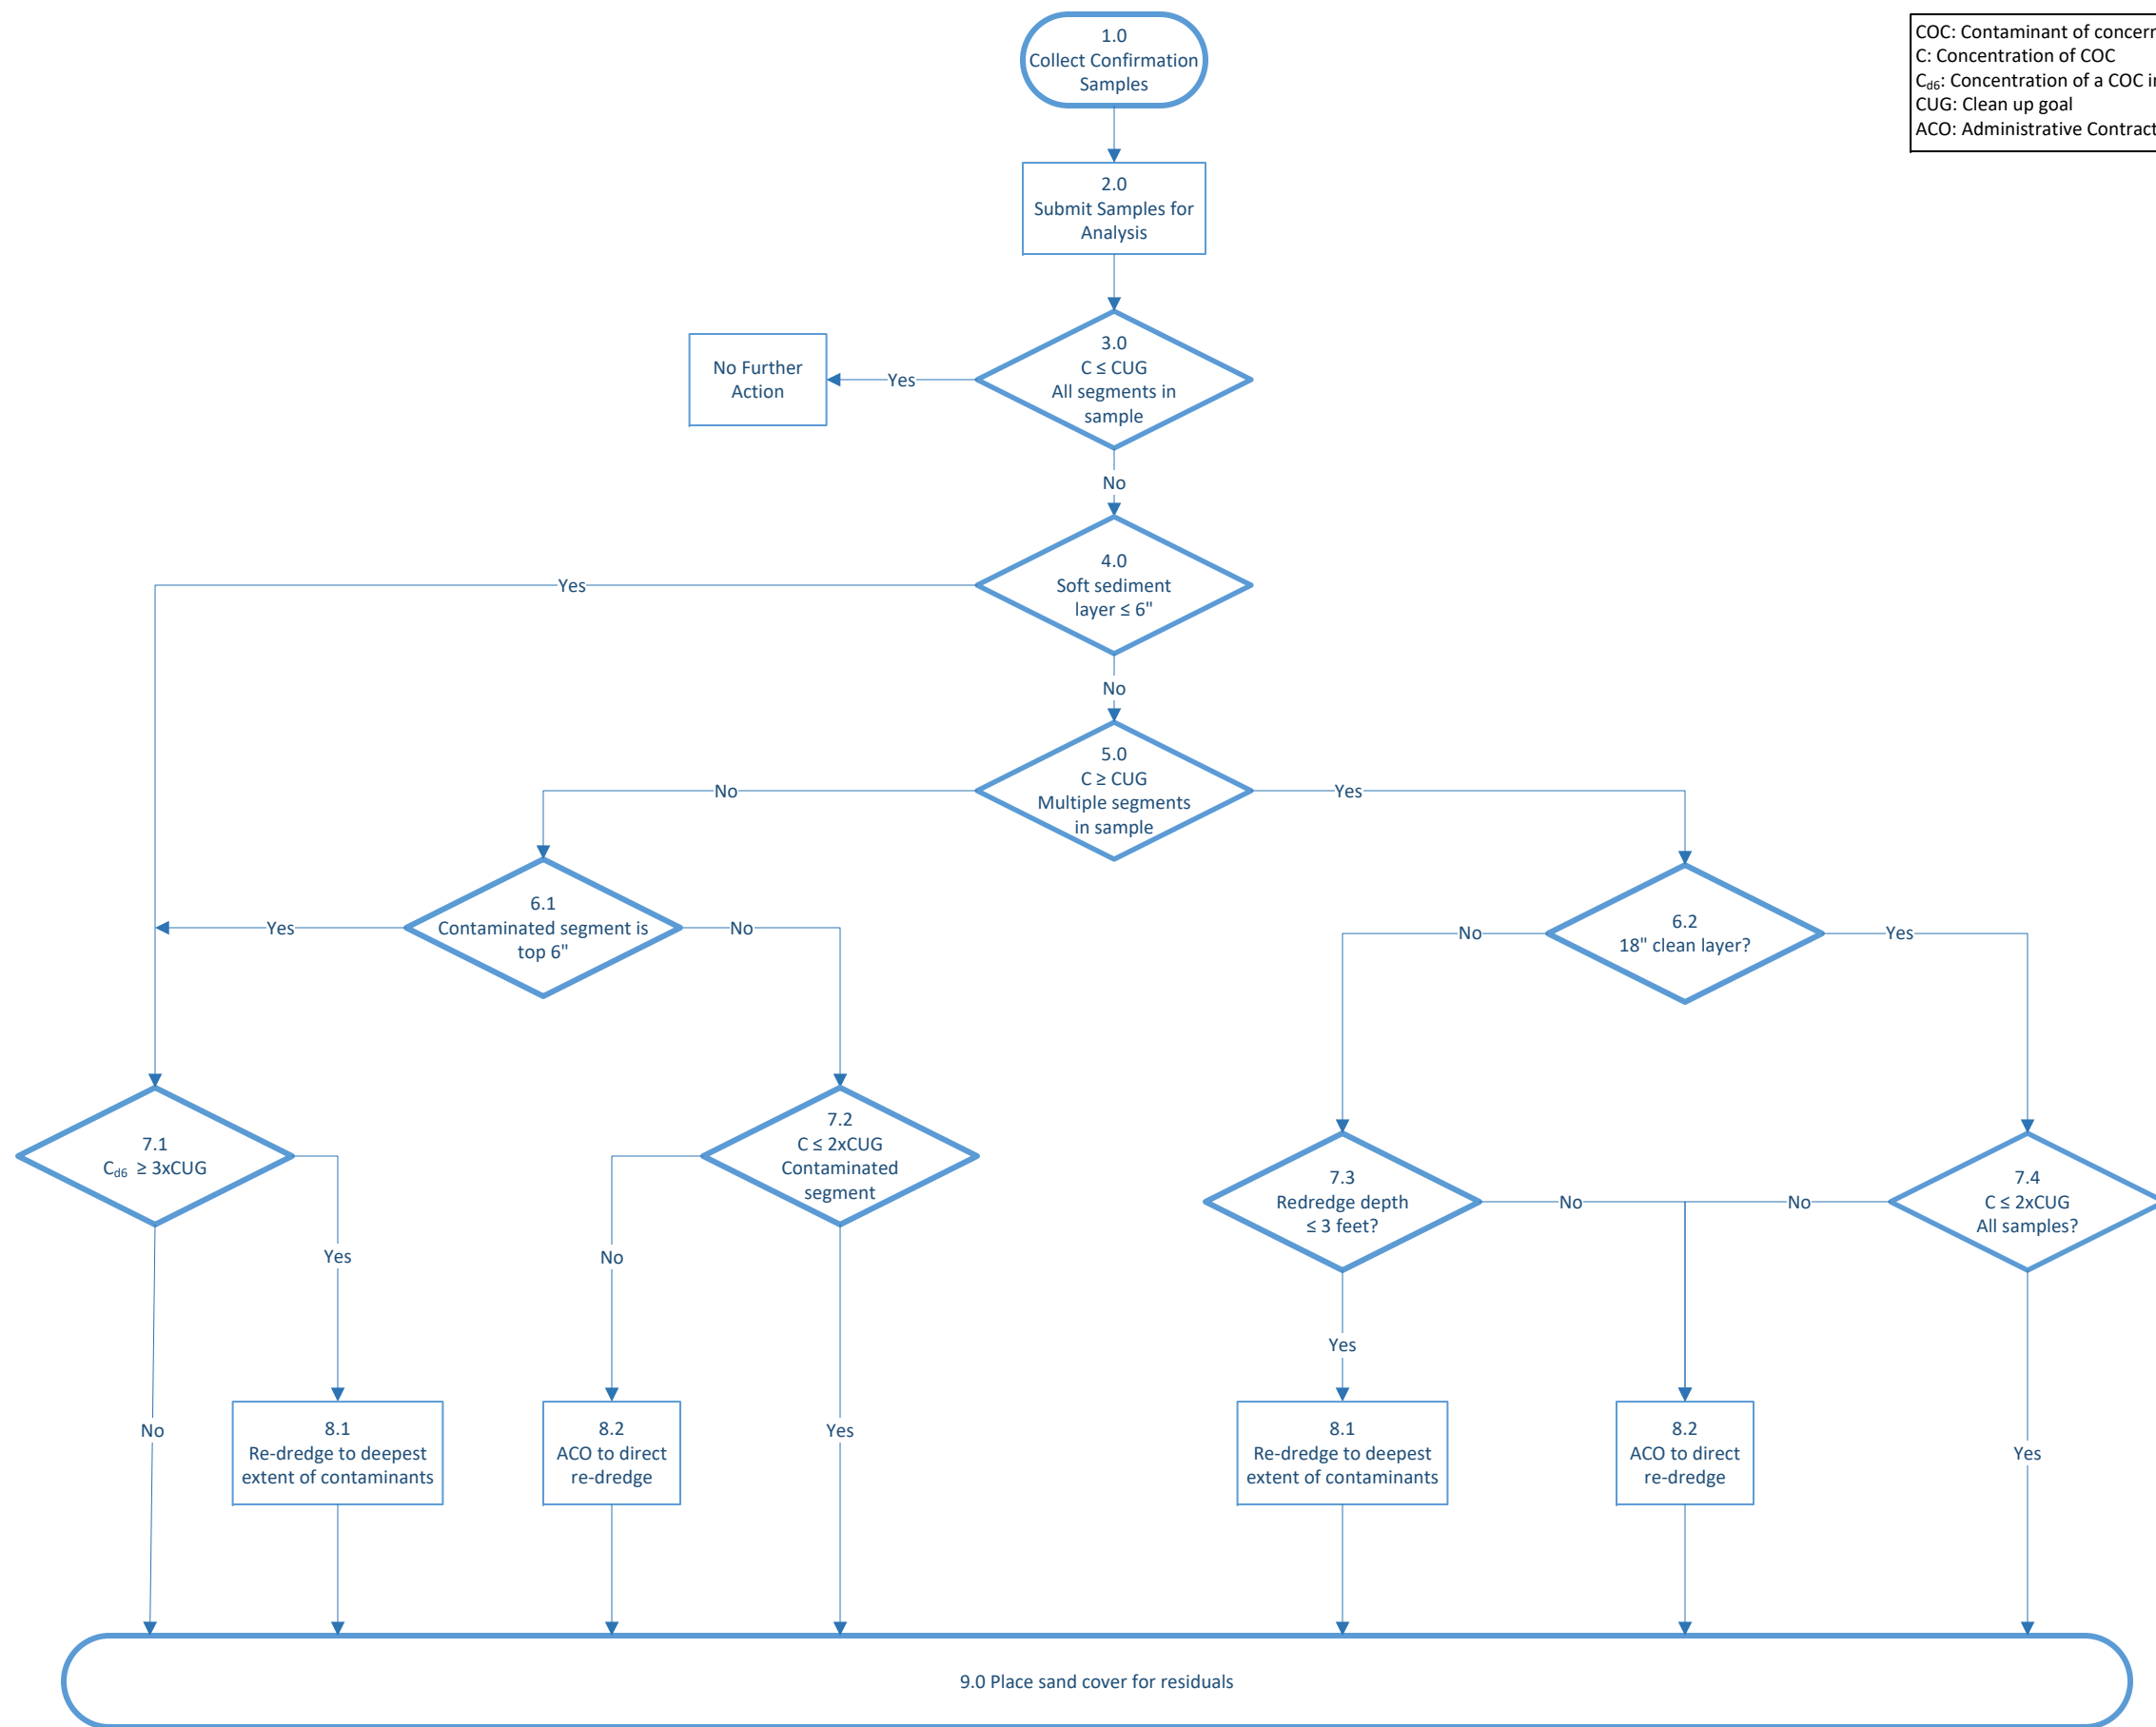 1.0
Collect Confirmation
Samples
COC: Contaminant of concern
C: Concentration of COC
Cd6: Concentration of a COC
CUG: Clean up goal
ACO: Administrative
2.0
Submit Samples for
Analysis
3.0
C ≤ CUG
All segments in
sample
No Further
Action
Yes
No
4.0
Soft sediment
layer ≤ 6"
Yes
No
5.0
C ≥ CUG
Multiple segments
in sample
No
Yes
6.1
Contaminated segment is
top 6"
Yes
No
6.2
18" clean layer?
No
Yes
7.1
Cd6 ≥ 3xCUG
7.2
C ≤ 2xCUG
Contaminated
segment
7.3
Redredge depth
≤ 3 feet?
No
No
7.4
C ≤ 2xCUG
All samples?
Yes
No
Yes
No
8.1
Re-dredge to deepest
extent of contaminants
8.2
ACO to direct
re-dredge
Yes
8.1
Re-dredge to deepest
extent of contaminants
8.2
ACO to direct
re-dredge
Yes
9.0 Place sand cover for residuals